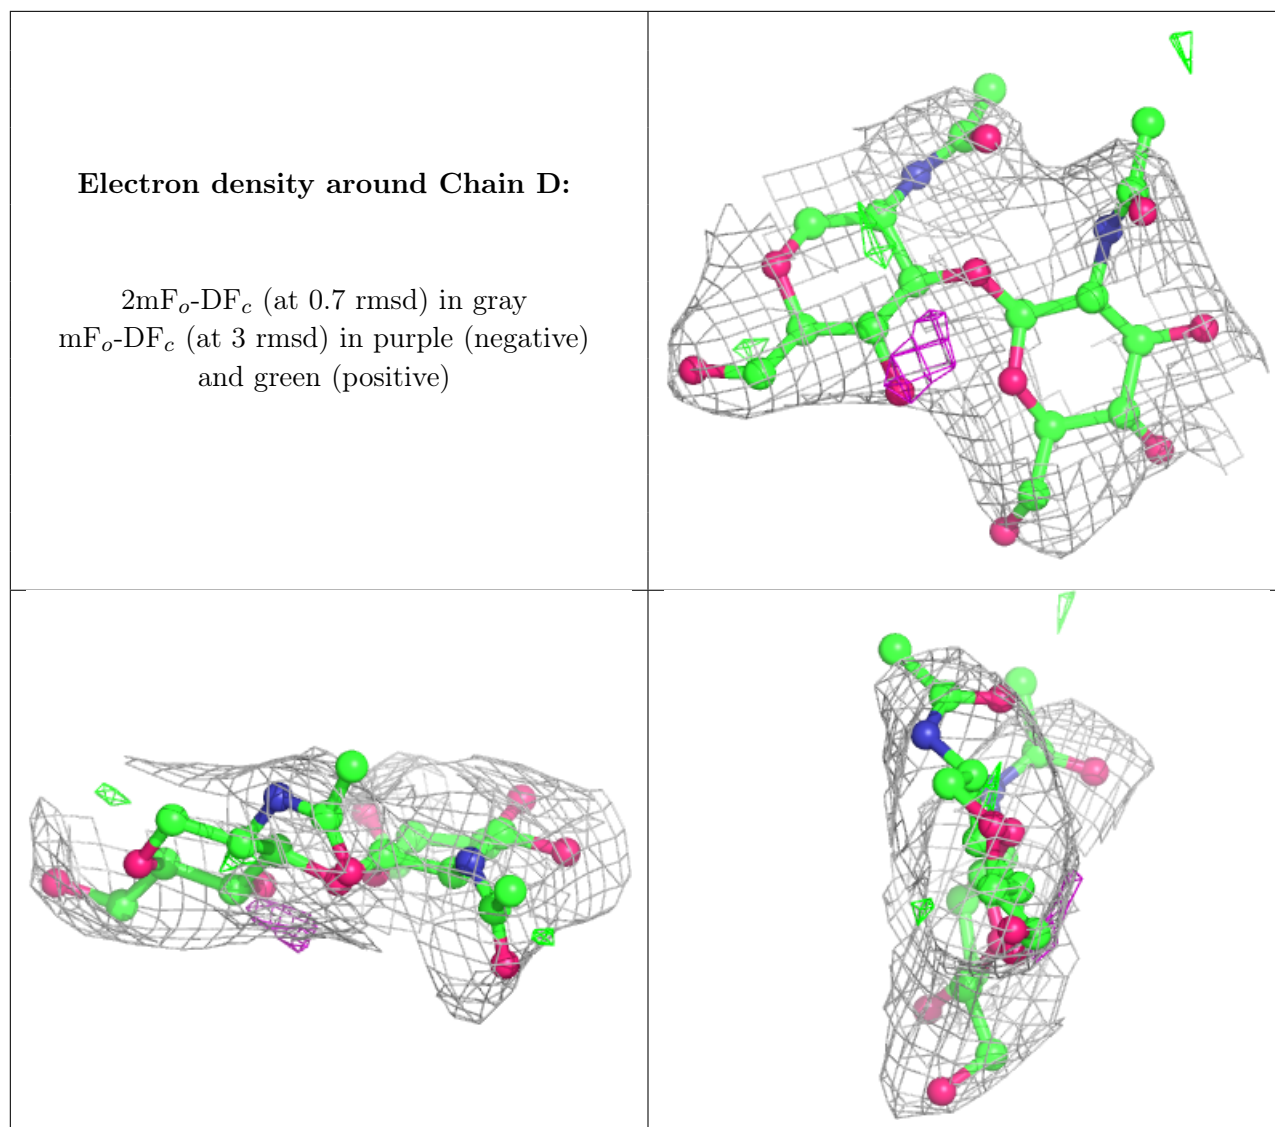 Electron density around Chain D:
2mFo-DFc (at 0.7 rmsd) in gray
mFo-DFc (at 3 rmsd) in purple (negative)
and green (positive)